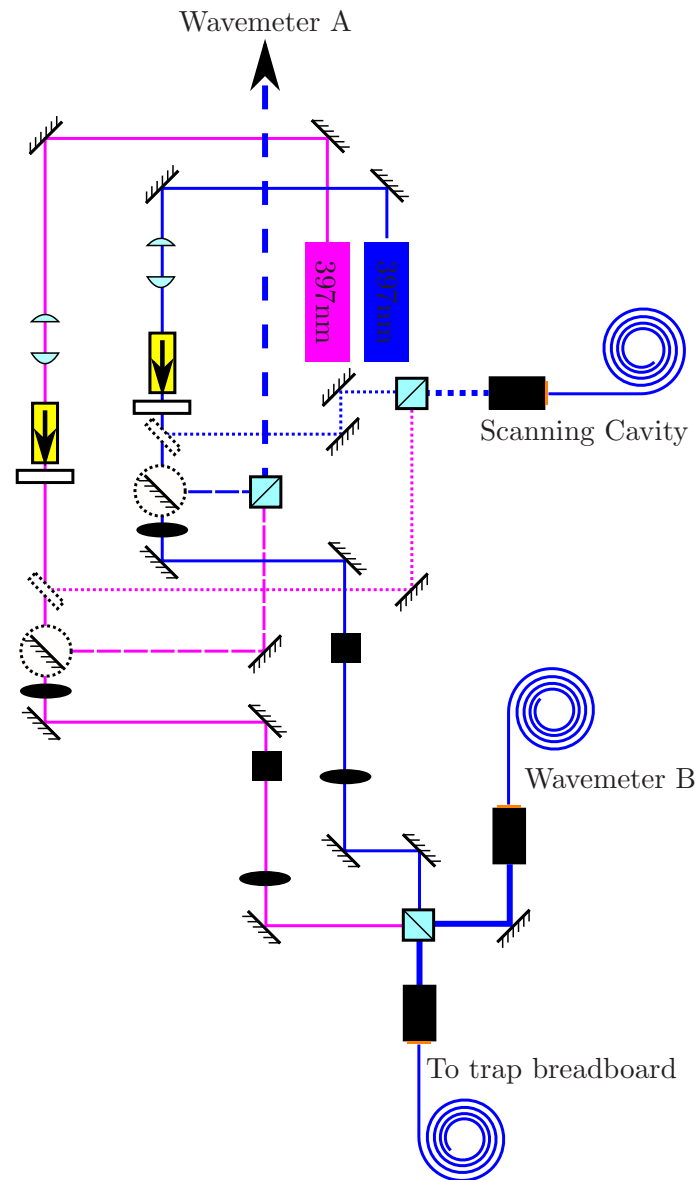 Wavemeter A
397nm
397nm
Scanning Cavity
Wavemeter B
To trap breadboard